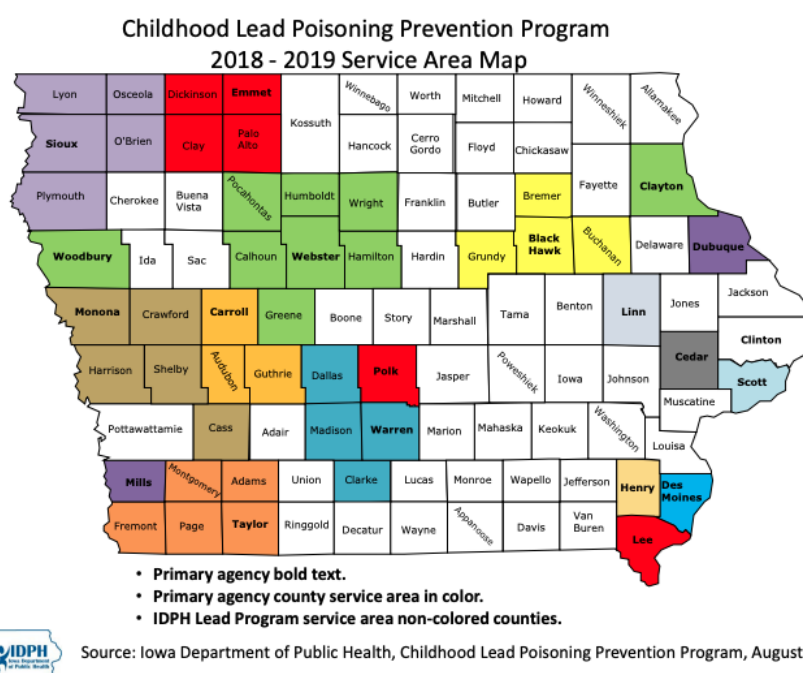 Childhood Lead Poisoning Prevention Program
2018 - 2019 Service Area Map
Lyon
Osceola
Dickinson
Emmet
Kossuth
Winnebago
Worth
Mitchell
Howard
Winneshiek
Allamakee
Sioux
O'Brien
Clay
Palo
Alto
Hancock
Cerro
Gordo
Floyd
Chickasaw
Plymouth
Cherokee
Buena
Vista
Pocahontas
Humboldt
Wright
Franklin
Butler
Bremer
Fayette
Clayton
Woodbury
Ida
Sac
Calhoun
Webster
Hamilton
Hardin
Grundy
Black
Hawk
Buchanan
Delaware
Dubuque
Monona
Crawford
Carroll
Greene
Boone
Story
Marshall
Tama
Benton
Linn
Jones
Jackson
Clinton
Harrison
Shelby
Audubon
Guthrie
Dallas
Polk
Jasper
Poweshiek
Iowa
Johnson
Cedar
Scott
Muscatine
Pottawattamie
Cass
Adair
Madison
Warren
Marion
Mahaska
Keokuk
Washington
Louisa
Mills
Montgomery
Adams
Union
Clarke
Lucas
Monroe
Wapello
Jefferson
Henry
Des
Moines
Fremont
Page
Taylor
Ringgold
Decatur
Wayne
Appanoose
Davis
Van
Buren
Lee
• Primary agency bold text.
• Primary agency county service area in color.
• IDPH Lead Program service area non-colored counties.
IDPH
Iowa Department
of Public Health
Source: Iowa Department of Public Health, Childhood Lead Poisoning Prevention Program, August